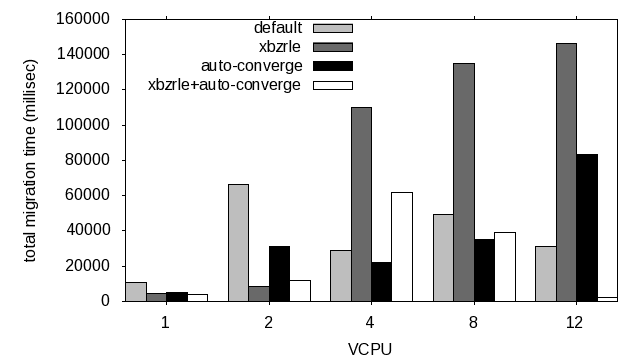 160000
140000
120000
100000
80000
60000
40000
20000
0
total migration time (millisec)
default
xbzrle
auto-converge
xbzrle+auto-converge
1 2 4 8 12
VCPU